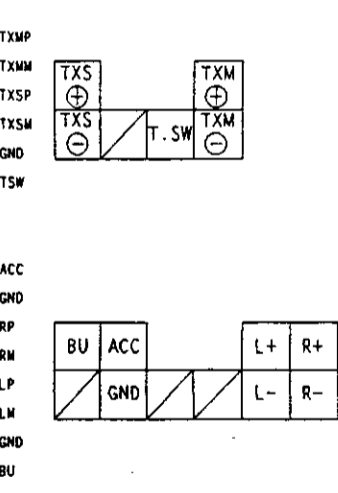 TXMP
TXMM
TXSP
TXSM
GND
TSW
TXS TXM
⊕ ⊕
TXS T.SW TXM
⊖ ⊖
ACC
GND
RP
RM
LP
LM
GND
BU
BU ACC L+ R+
GND L- R-